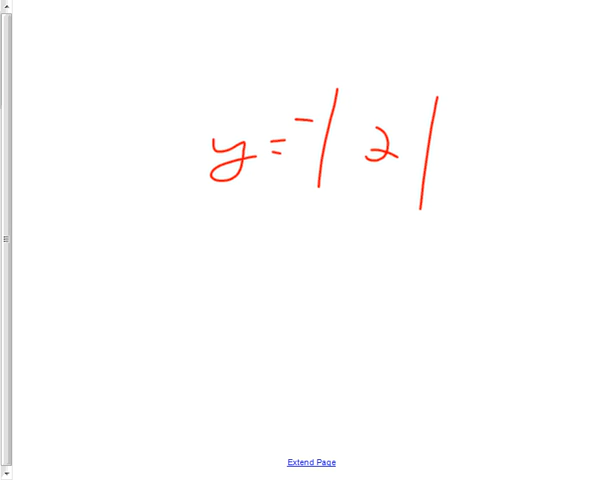 y = -| 2 |
Extend Page